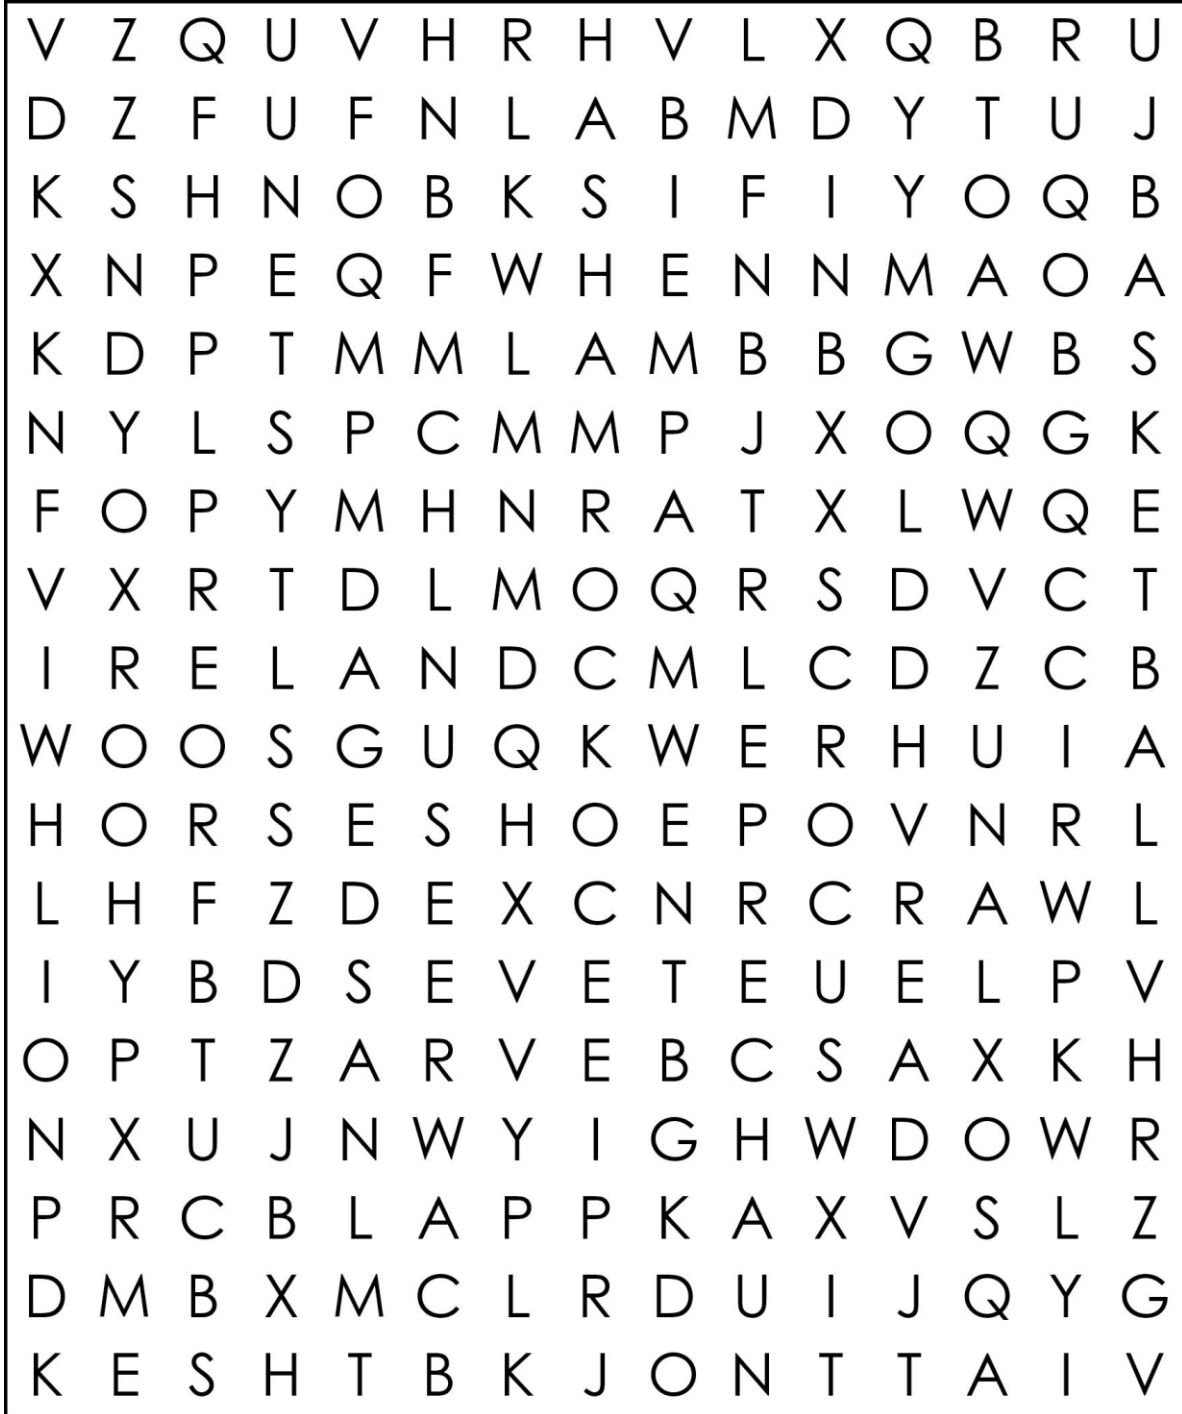 V Z Q U V H R H V L X Q B R U
D Z F U F N L A B M D Y T U J
K S H N O B K S I F I Y O Q B
X N P E Q F W H E N N M A O A
K D P T M M L A M B B G W B S
N Y L S P C M M P J X O Q G K
F O P Y M H N R A T X L W Q E
V X R T D L M O Q R S D V C T
I R E L A N D C M L C D Z C B
W O O S G U Q K W E R H U I A
H O R S E S H O E P O V N R L
L H F Z D E X C N R C R A W L
I Y B D S E V E T E U E L P V
O P T Z A R V E B C S A X K H
N X U J N W Y I G H W D O W R
P R C B L A P P K A X V S L Z
D M B X M C L R D U I J Q Y G
K E S H T B K J O N T T A I V